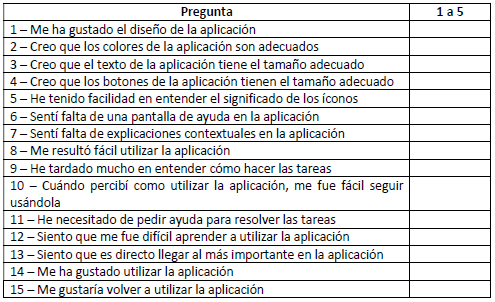 Pregunta 1 a 5
1 – Me ha gustado el diseño de la aplicación
2 – Creo que los colores de la aplicación son adecuados
3 – Creo que el texto de la aplicación tiene el tamaño adecuado
4 – Creo que los botones de la aplicación tienen el tamaño adecuado
5 – He tenido facilidad en entender el significado de los íconos
6 – Sentí falta de una pantalla de ayuda en la aplicación
7 – Sentí falta de explicaciones contextuales en la aplicación
8 – Me resultó fácil utilizar la aplicación
9 – He tardado mucho en entender cómo hacer las tareas
10 – Cuándo percibí como utilizar la aplicación, me fue fácil seguir
usándola
11 – He necesitado de pedir ayuda para resolver las tareas
12 – Siento que me fue difícil aprender a utilizar la aplicación
13 – Siento que es directo llegar al más importante en la aplicación
14 – Me ha gustado utilizar la aplicación
15 – Me gustaría volver a utilizar la aplicación